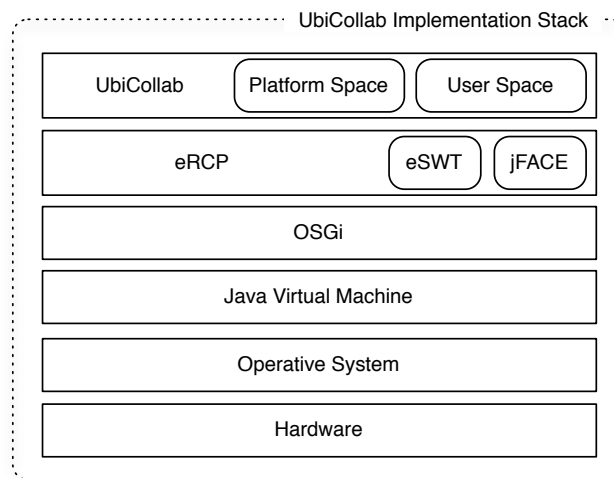 UbiCollab Implementation Stack
UbiCollab Platform Space User Space
eRCP eSWT jFACE
OSGi
Java Virtual Machine
Operative System
Hardware